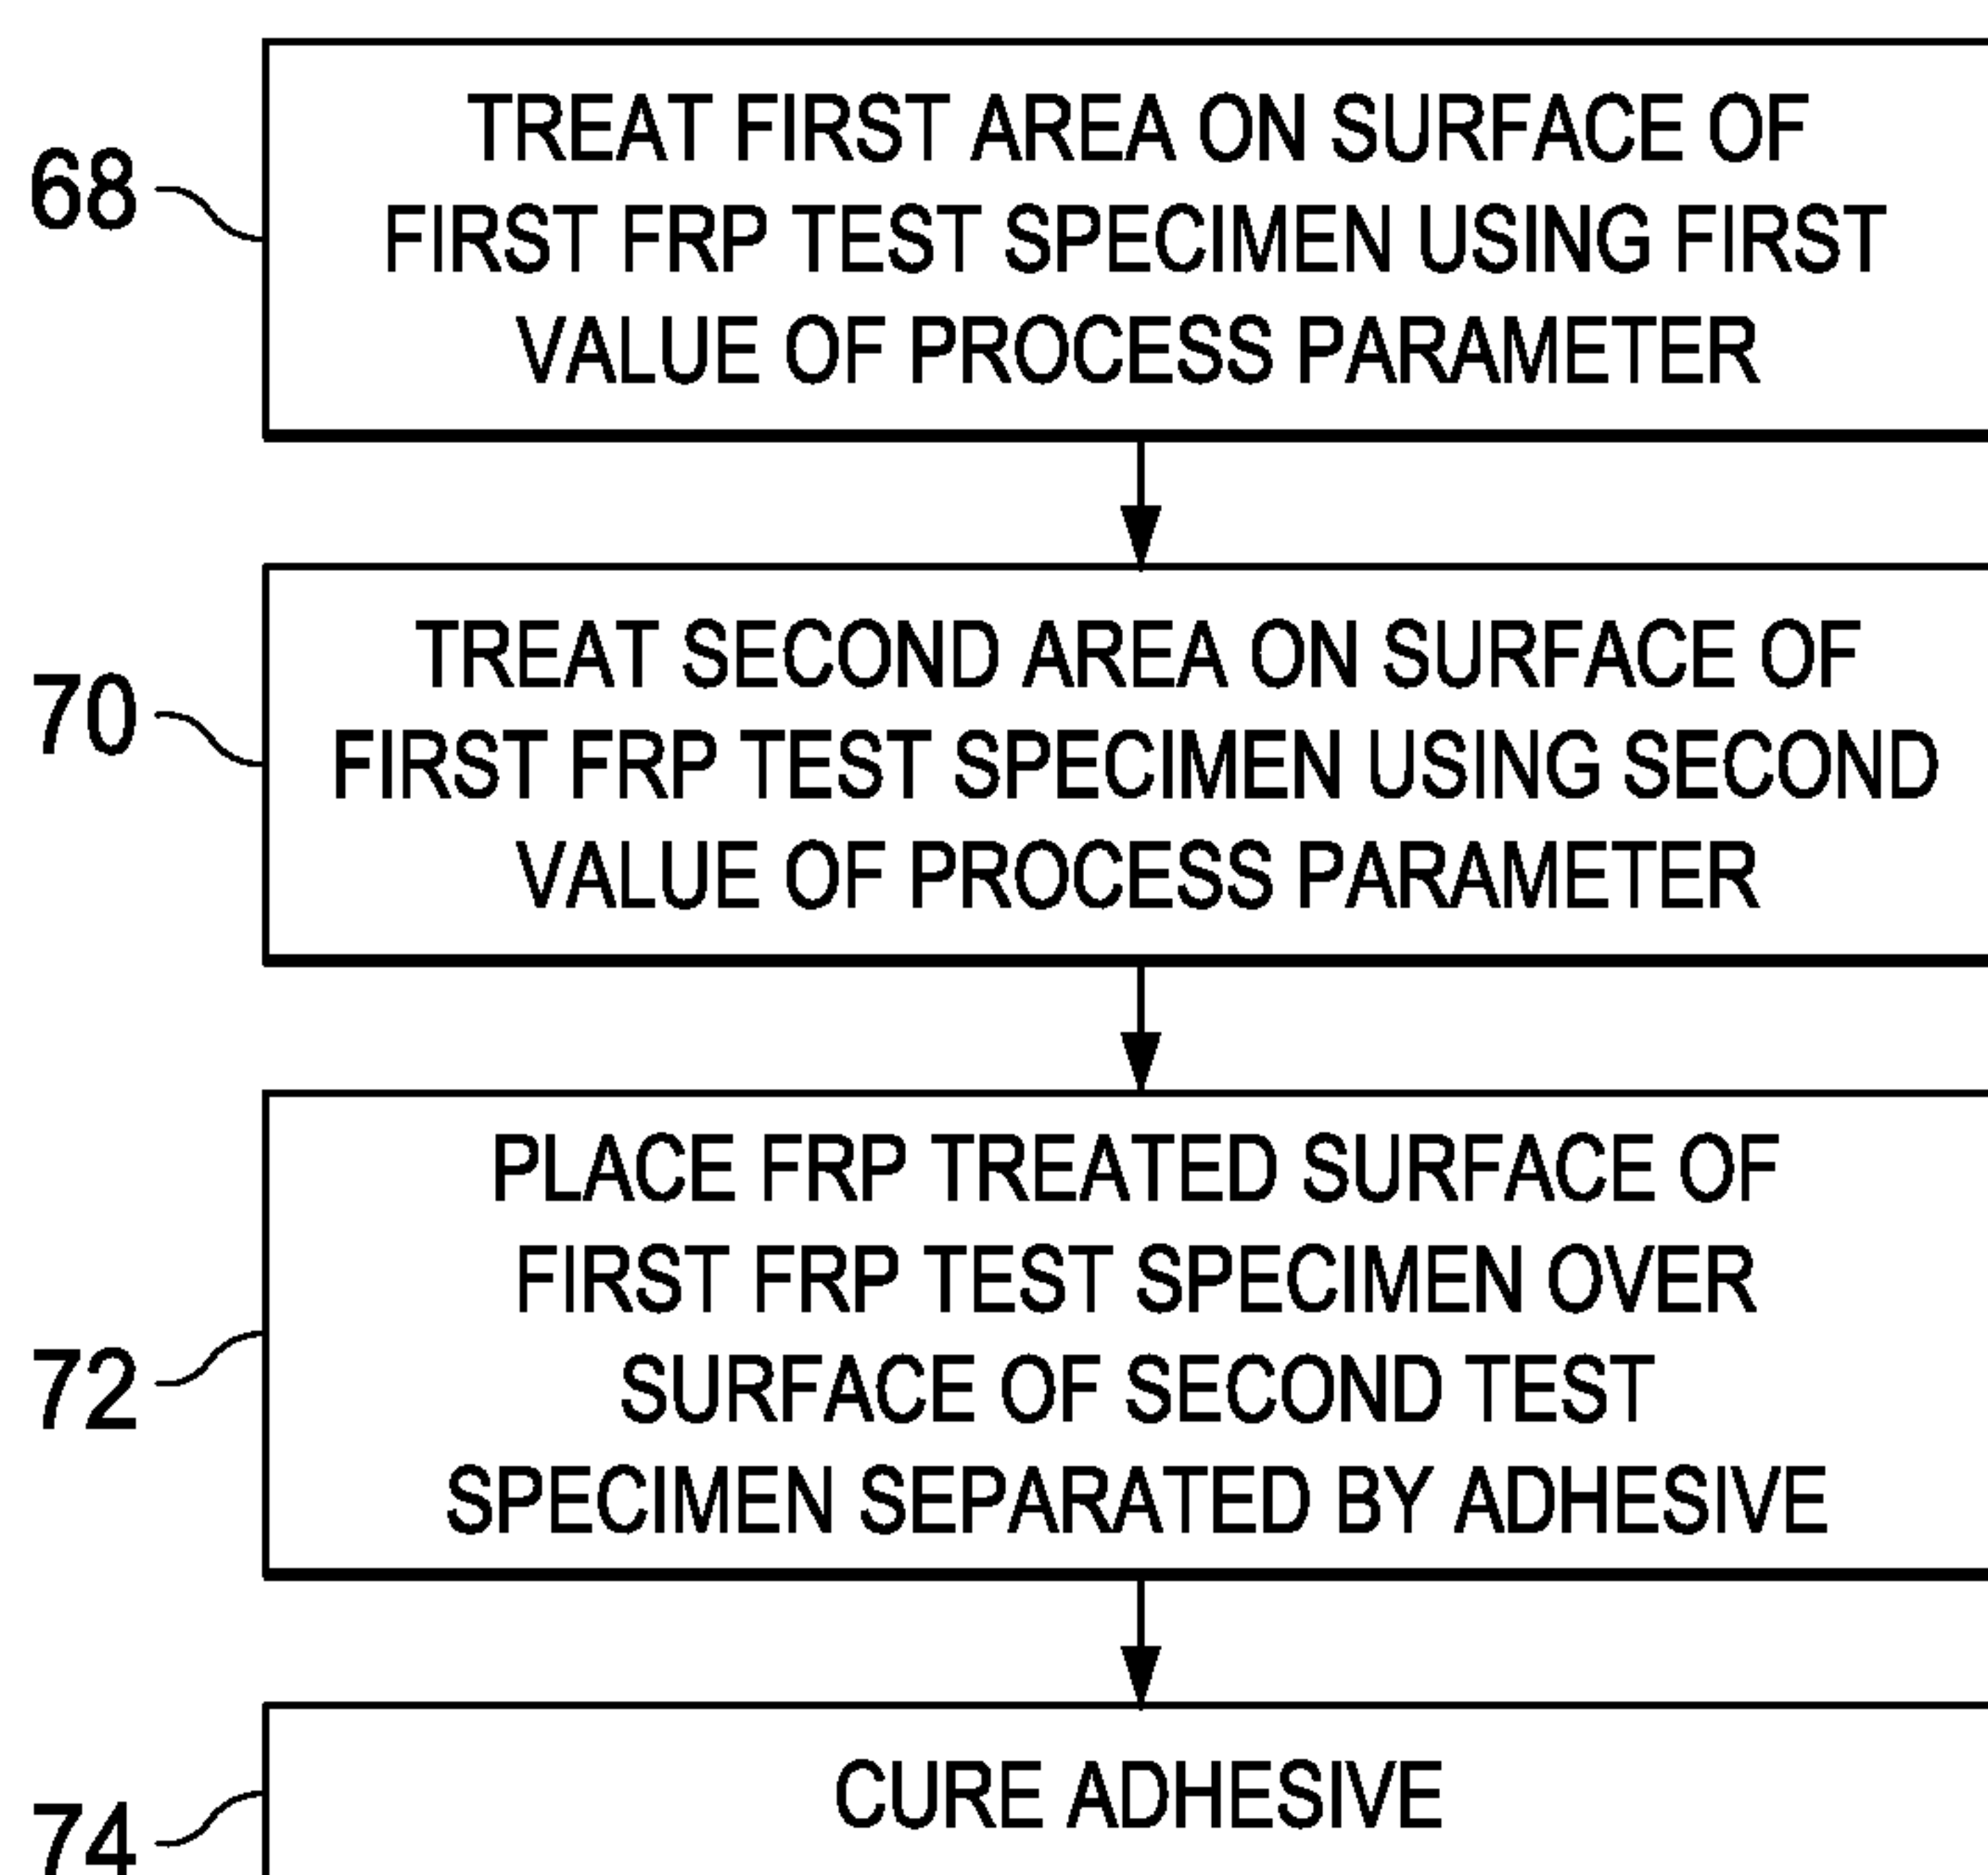 68
TREAT FIRST AREA ON SURFACE OF
FIRST FRP TEST SPECIMEN USING FIRST
VALUE OF PROCESS PARAMETER
70
TREAT SECOND AREA ON SURFACE OF
FIRST FRP TEST SPECIMEN USING SECOND
VALUE OF PROCESS PARAMETER
72
PLACE FRP TREATED SURFACE OF
FIRST FRP TEST SPECIMEN OVER
SURFACE OF SECOND TEST
SPECIMEN SEPARATED BY ADHESIVE
74
CURE ADHESIVE